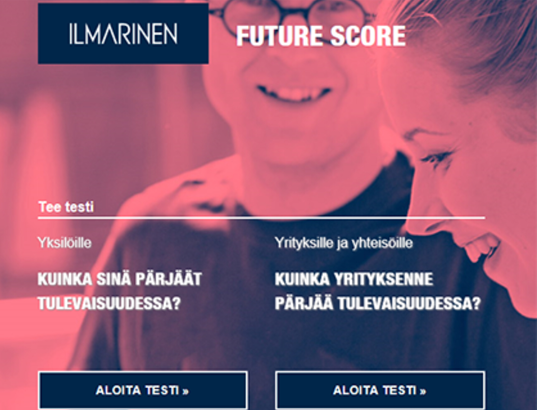 ILMARINEN
FUTURE SCORE
Tee testi
Yksilöille
KUINKA SINÄ PÄRJÄÄT
TULEVAISUUDESSA?
ALOITA TESTI »
Yrityksille ja yhteisöille
KUINKA YRITYKSENNE
PÄRJÄÄ TULEVAISUUDESSA?
ALOITA TESTI »